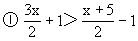 ① 3x/2 + 1 > (x + 5)/2 − 1